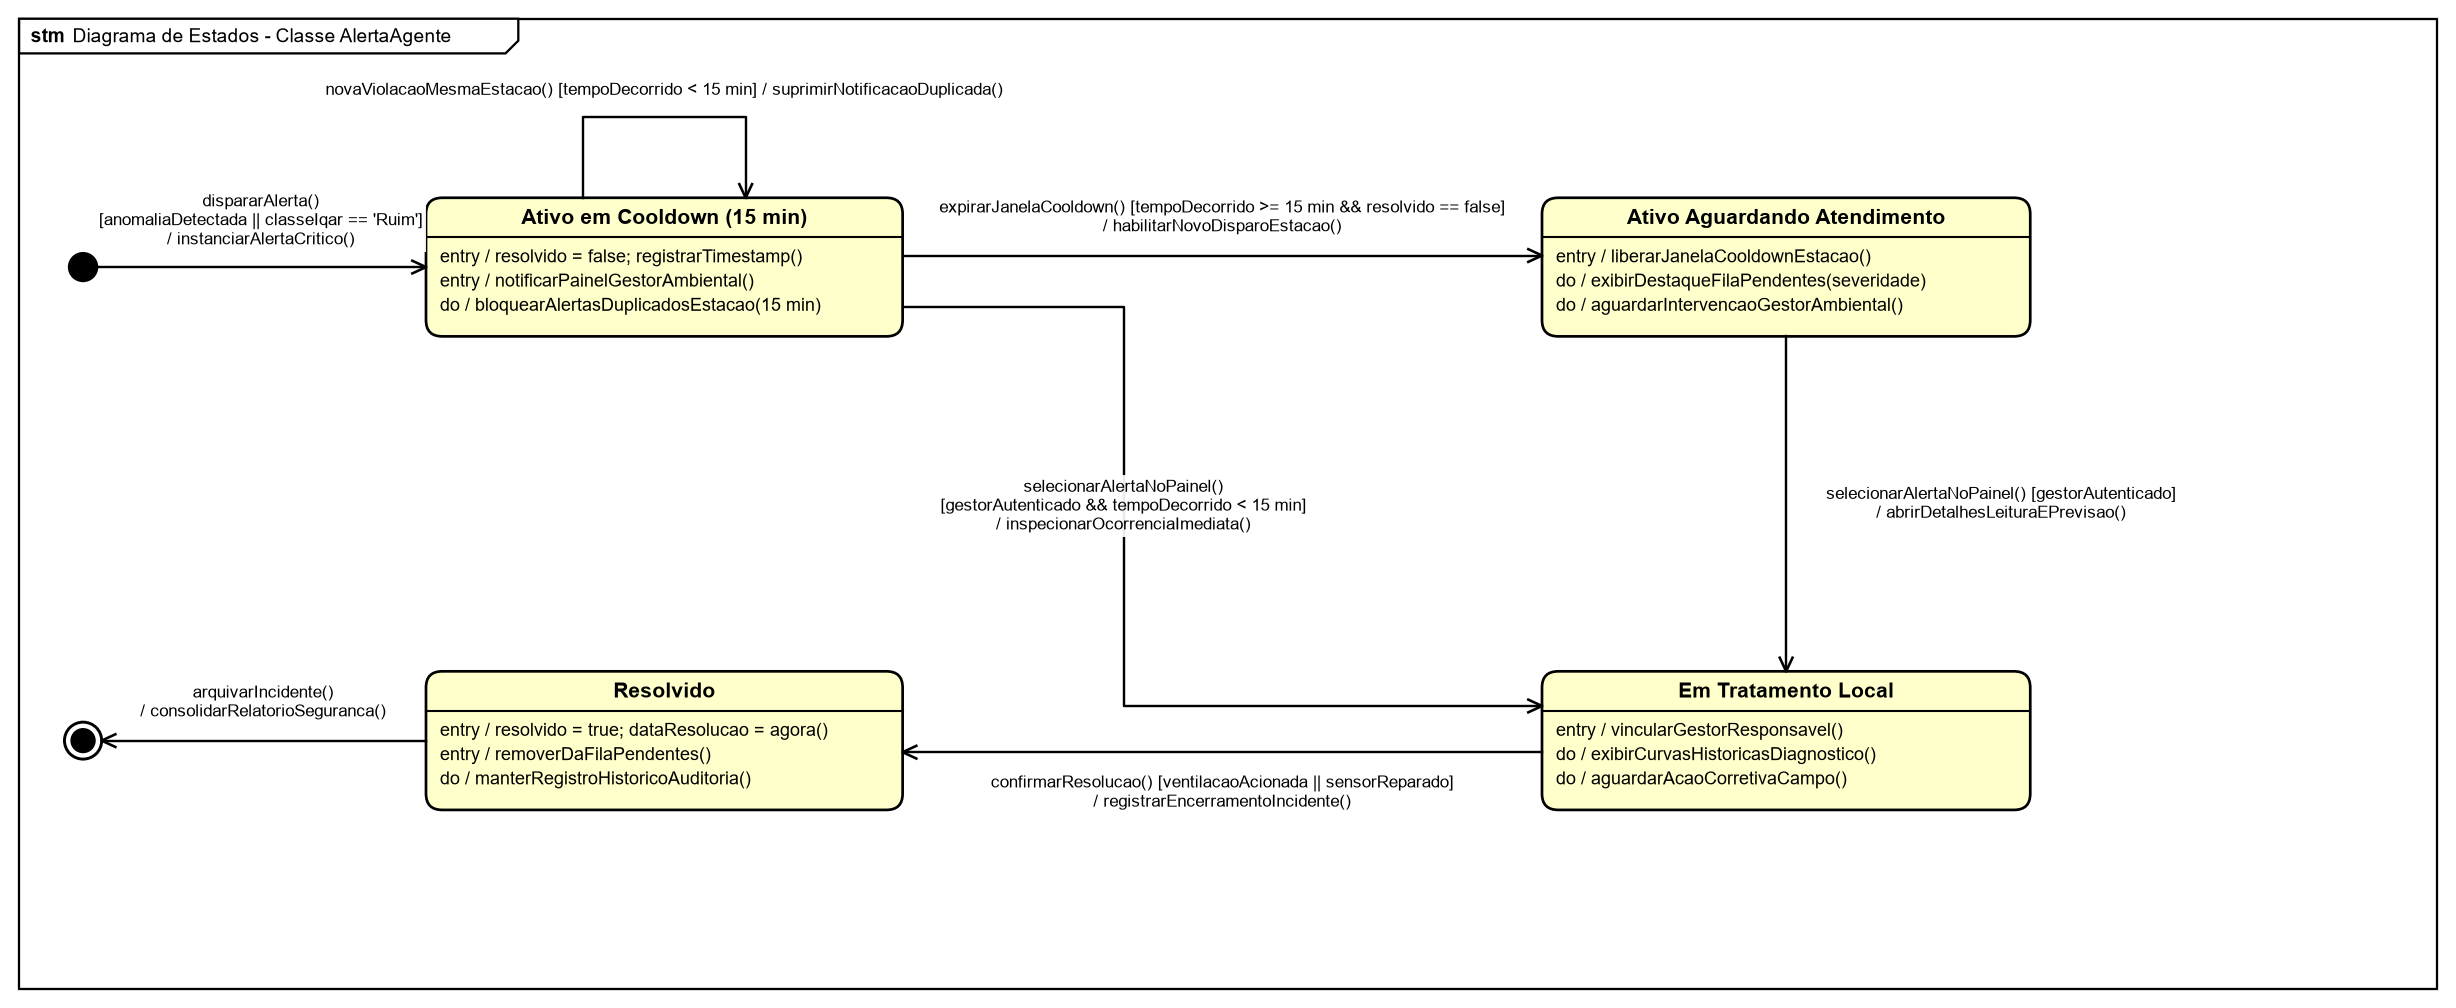 stm Diagrama de Estados - Classe AlertaAgente
novaViolacaoMesmaEstacao() [tempoDecorrido < 15 min] / suprimirNotificacaoDuplicada()
dispararAlerta()
[anomaliaDetectada || classeIqar == 'Ruim']
/ instanciarAlertaCritico()
Ativo em Cooldown (15 min)
entry / resolvido = false; registrarTimestamp()
entry / notificarPainelGestorAmbiental()
do / bloquearAlertasDuplicadosEstacao(15 min)
expirarJanelaCooldown() [tempoDecorrido >= 15 min && resolvido == false]
/ habilitarNovoDisparoEstacao()
Ativo Aguardando Atendimento
entry / liberarJanelaCooldownEstacao()
do / exibirDestaqueFilaPendentes(severidade)
do / aguardarIntervencaoGestorAmbiental()
selecionarAlertaNoPainel()
[gestorAutenticado && tempoDecorrido < 15 min]
/ inspecionarOcorrenciaImediata()
selecionarAlertaNoPainel() [gestorAutenticado]
/ abrirDetalhesLeituraEPrevisao()
arquivarIncidente()
/ consolidarRelatorioSeguranca()
Resolvido
entry / resolvido = true; dataResolucao = agora()
entry / removerDaFilaPendentes()
do / manterRegistroHistoricoAuditoria()
confirmarResolucao() [ventilacaoAcionada || sensorReparado]
/ registrarEncerramentoIncidente()
Em Tratamento Local
entry / vincularGestorResponsavel()
do / exibirCurvasHistoricasDiagnostico()
do / aguardarAcaoCorretivaCampo()